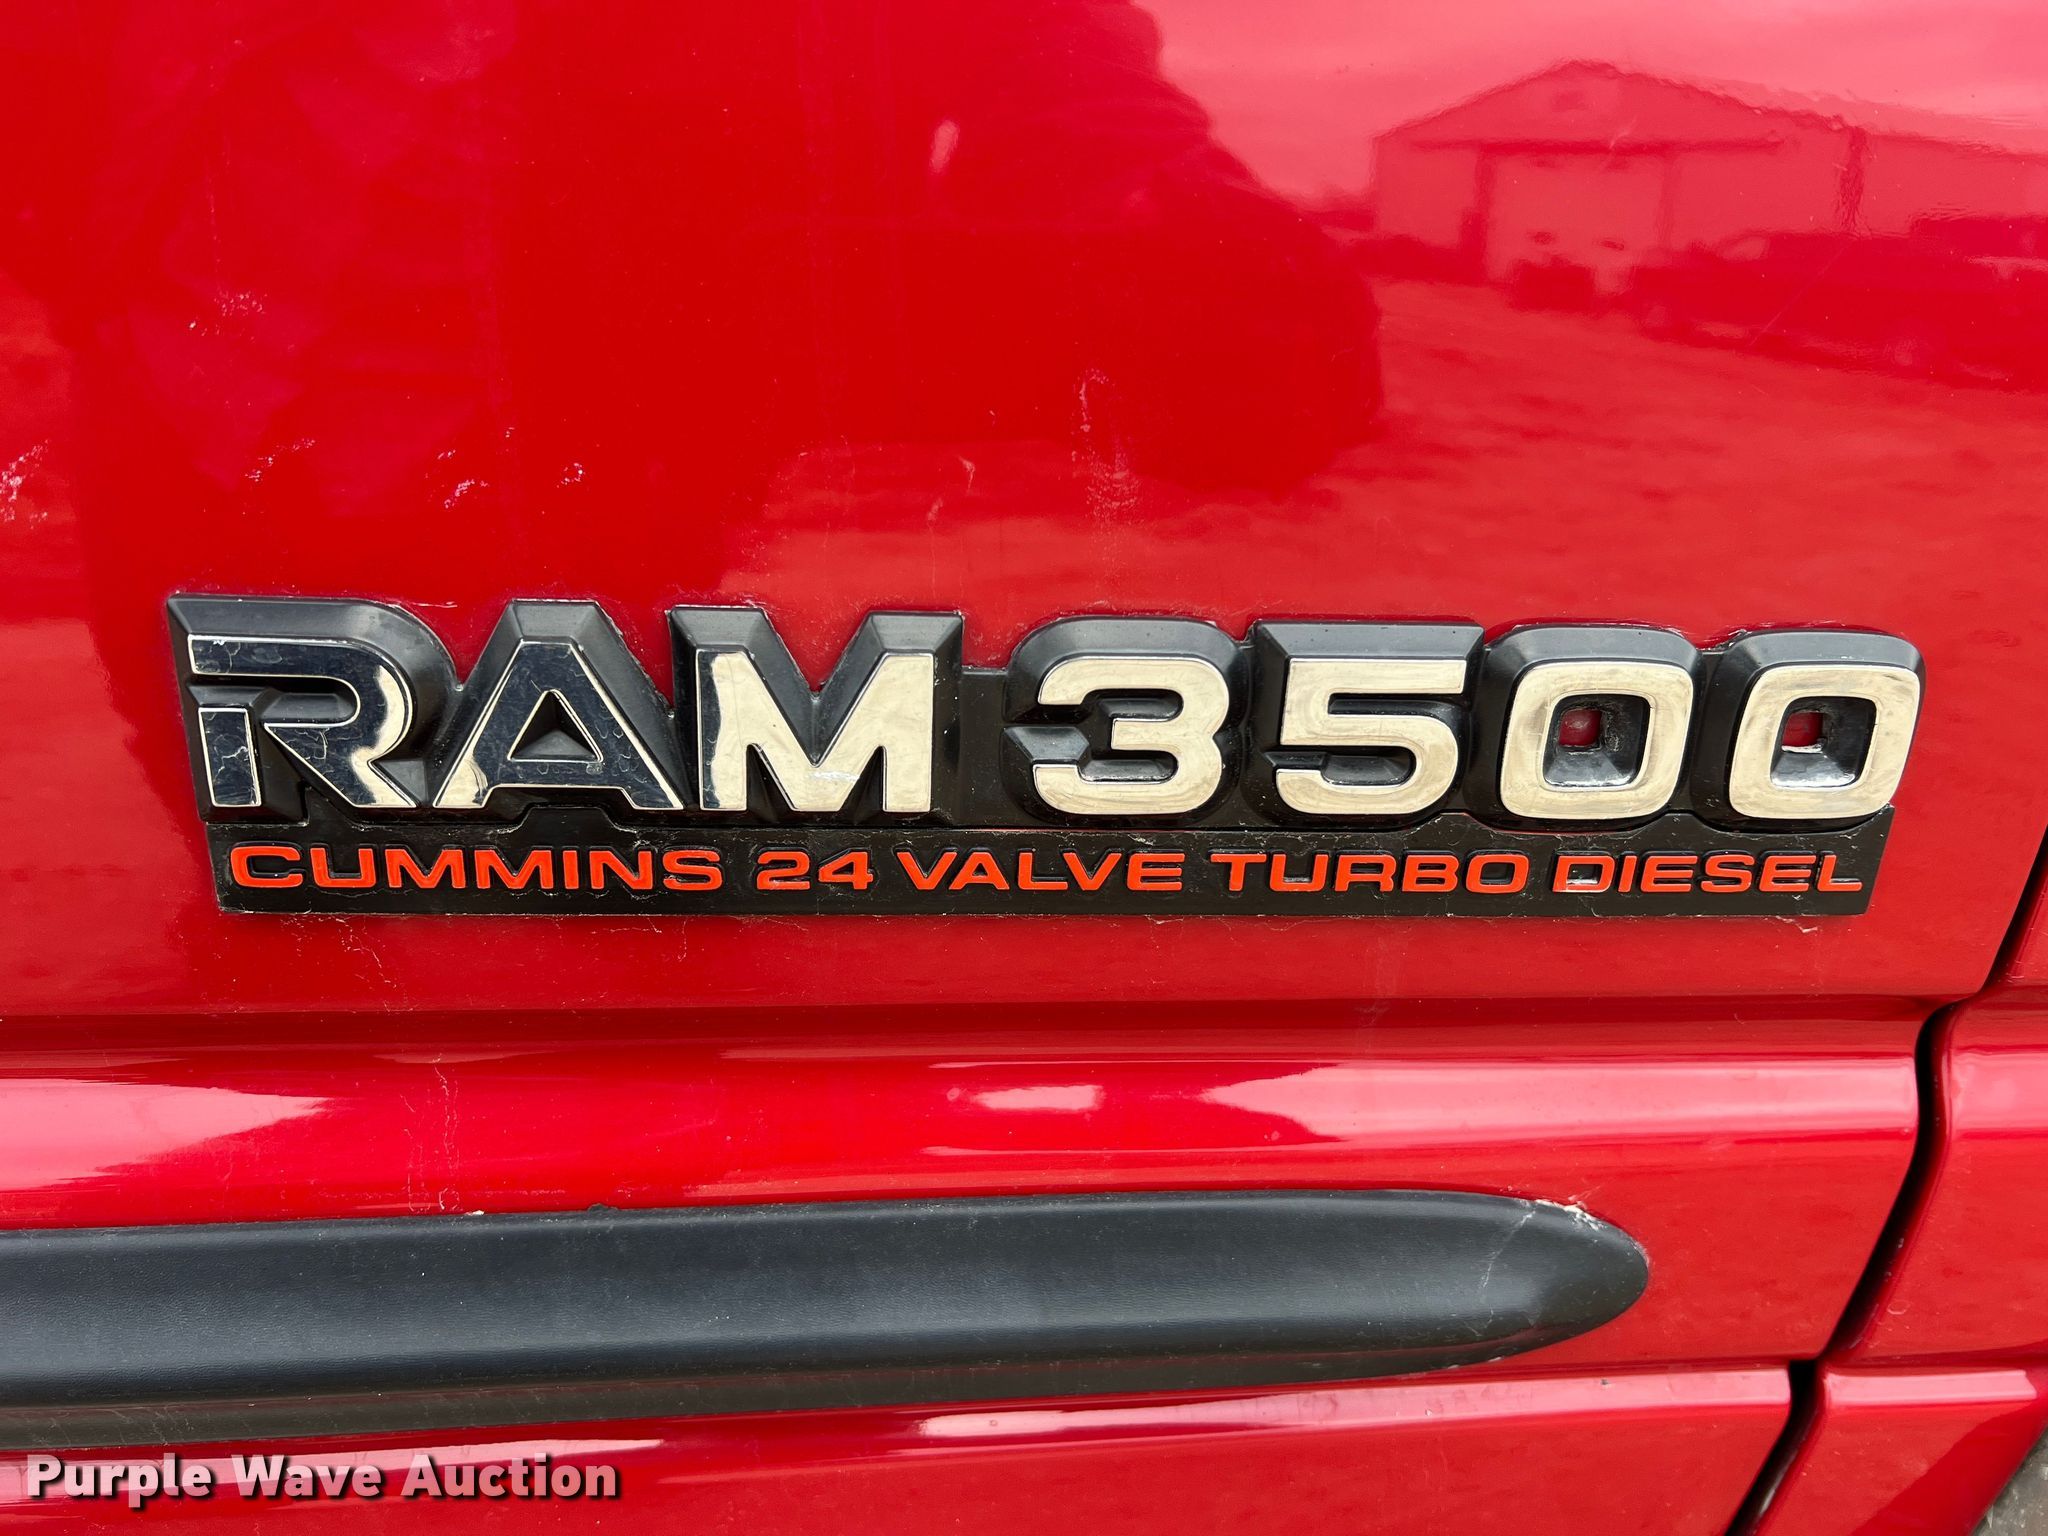 RAM 3500
CUMMINS 24 VALVE TURBO DIESEL
Purple Wave Auction